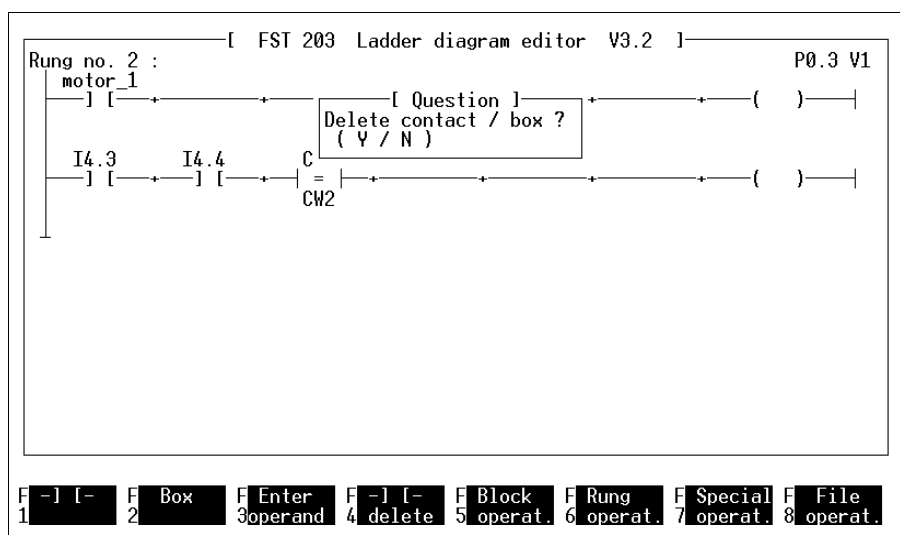 [ FST 203 Ladder diagram editor V3.2 ]
Rung no. 2 : P0.3 V1
motor_1
] [ + + [ Question ] + + ( )
Delete contact / box ?
( Y / N )
I4.3 I4.4 C
] [ + ] [ + = + + + + ( )
CW2
F1 -] [- F2 Box F3 Enter operand F4 -] [- delete F5 Block operat. F6 Rung operat. F7 Special operat. F8 File operat.